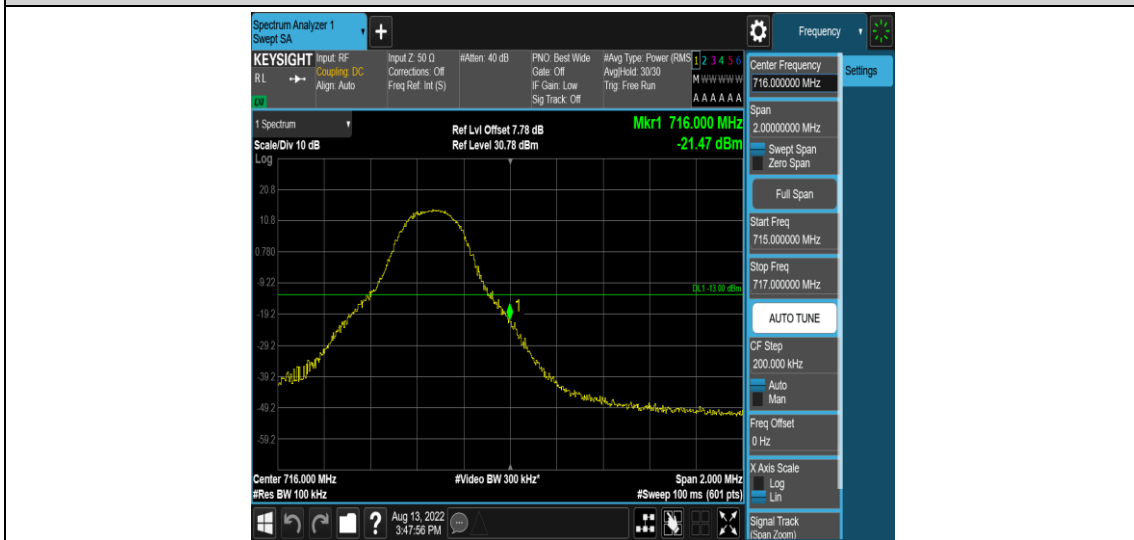 Spectrum Analyzer 1
Swept SA
+
Frequency
KEYSIGHT
RL
LXI
Input: RF
Coupling: DC
Align: Auto
Input Z: 50 Ω
Corrections: Off
Freq Ref: Int (S)
#Atten: 40 dB
PNO: Best Wide
Gate: Off
IF Gain: Low
Sig Track: Off
#Avg Type: Power (RMS
Avg|Hold: 30/30
Trig: Free Run
1 2 3 4 5 6
M W W W W W
A A A A A A
1 Spectrum
Scale/Div 10 dB
Log
Ref Lvl Offset 7.78 dB
Ref Level 30.78 dBm
Mkr1 716.000 MHz
-21.47 dBm
20.8
10.8
0.780
-9.22
-19.2
-29.2
-39.2
-49.2
-59.2
DL1 -13.00 dBm
1
Center 716.000 MHz
#Res BW 100 kHz
#Video BW 300 kHz*
Span 2.000 MHz
#Sweep 100 ms (601 pts)
Center Frequency
716.000000 MHz
Settings
Span
2.00000000 MHz
Swept Span
Zero Span
Full Span
Start Freq
715.000000 MHz
Stop Freq
717.000000 MHz
AUTO TUNE
CF Step
200.000 kHz
Auto
Man
Freq Offset
0 Hz
X Axis Scale
Log
Lin
Signal Track
(Span Zoom)
?
Aug 13, 2022
3:47:56 PM